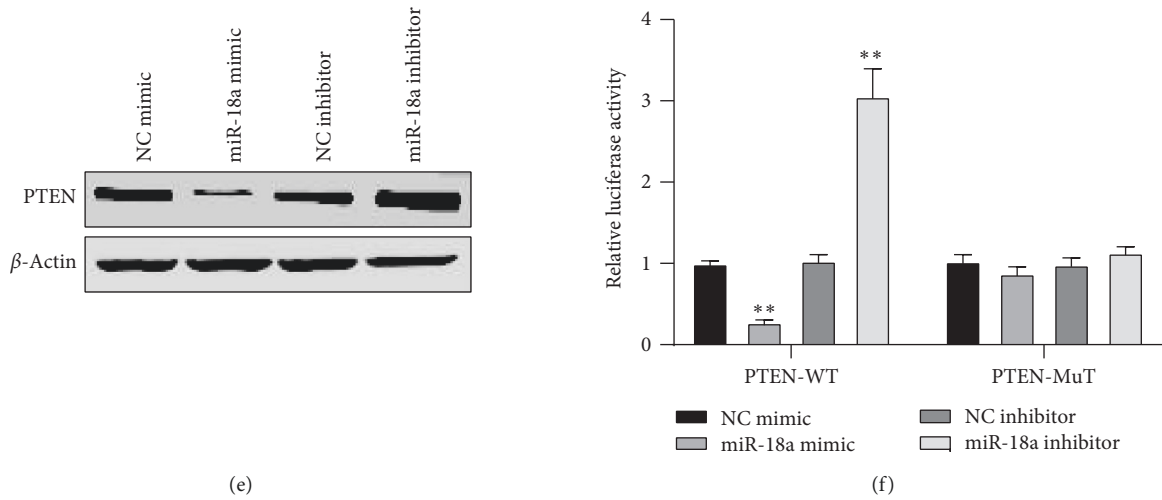 NC mimic
miR-18a mimic
NC inhibitor
miR-18a inhibitor
PTEN
β-Actin
(e)
Relative luciferase activity
4
3
2
1
0
**
**
PTEN-WT
PTEN-MuT
NC mimic
NC inhibitor
miR-18a mimic
miR-18a inhibitor
(f)